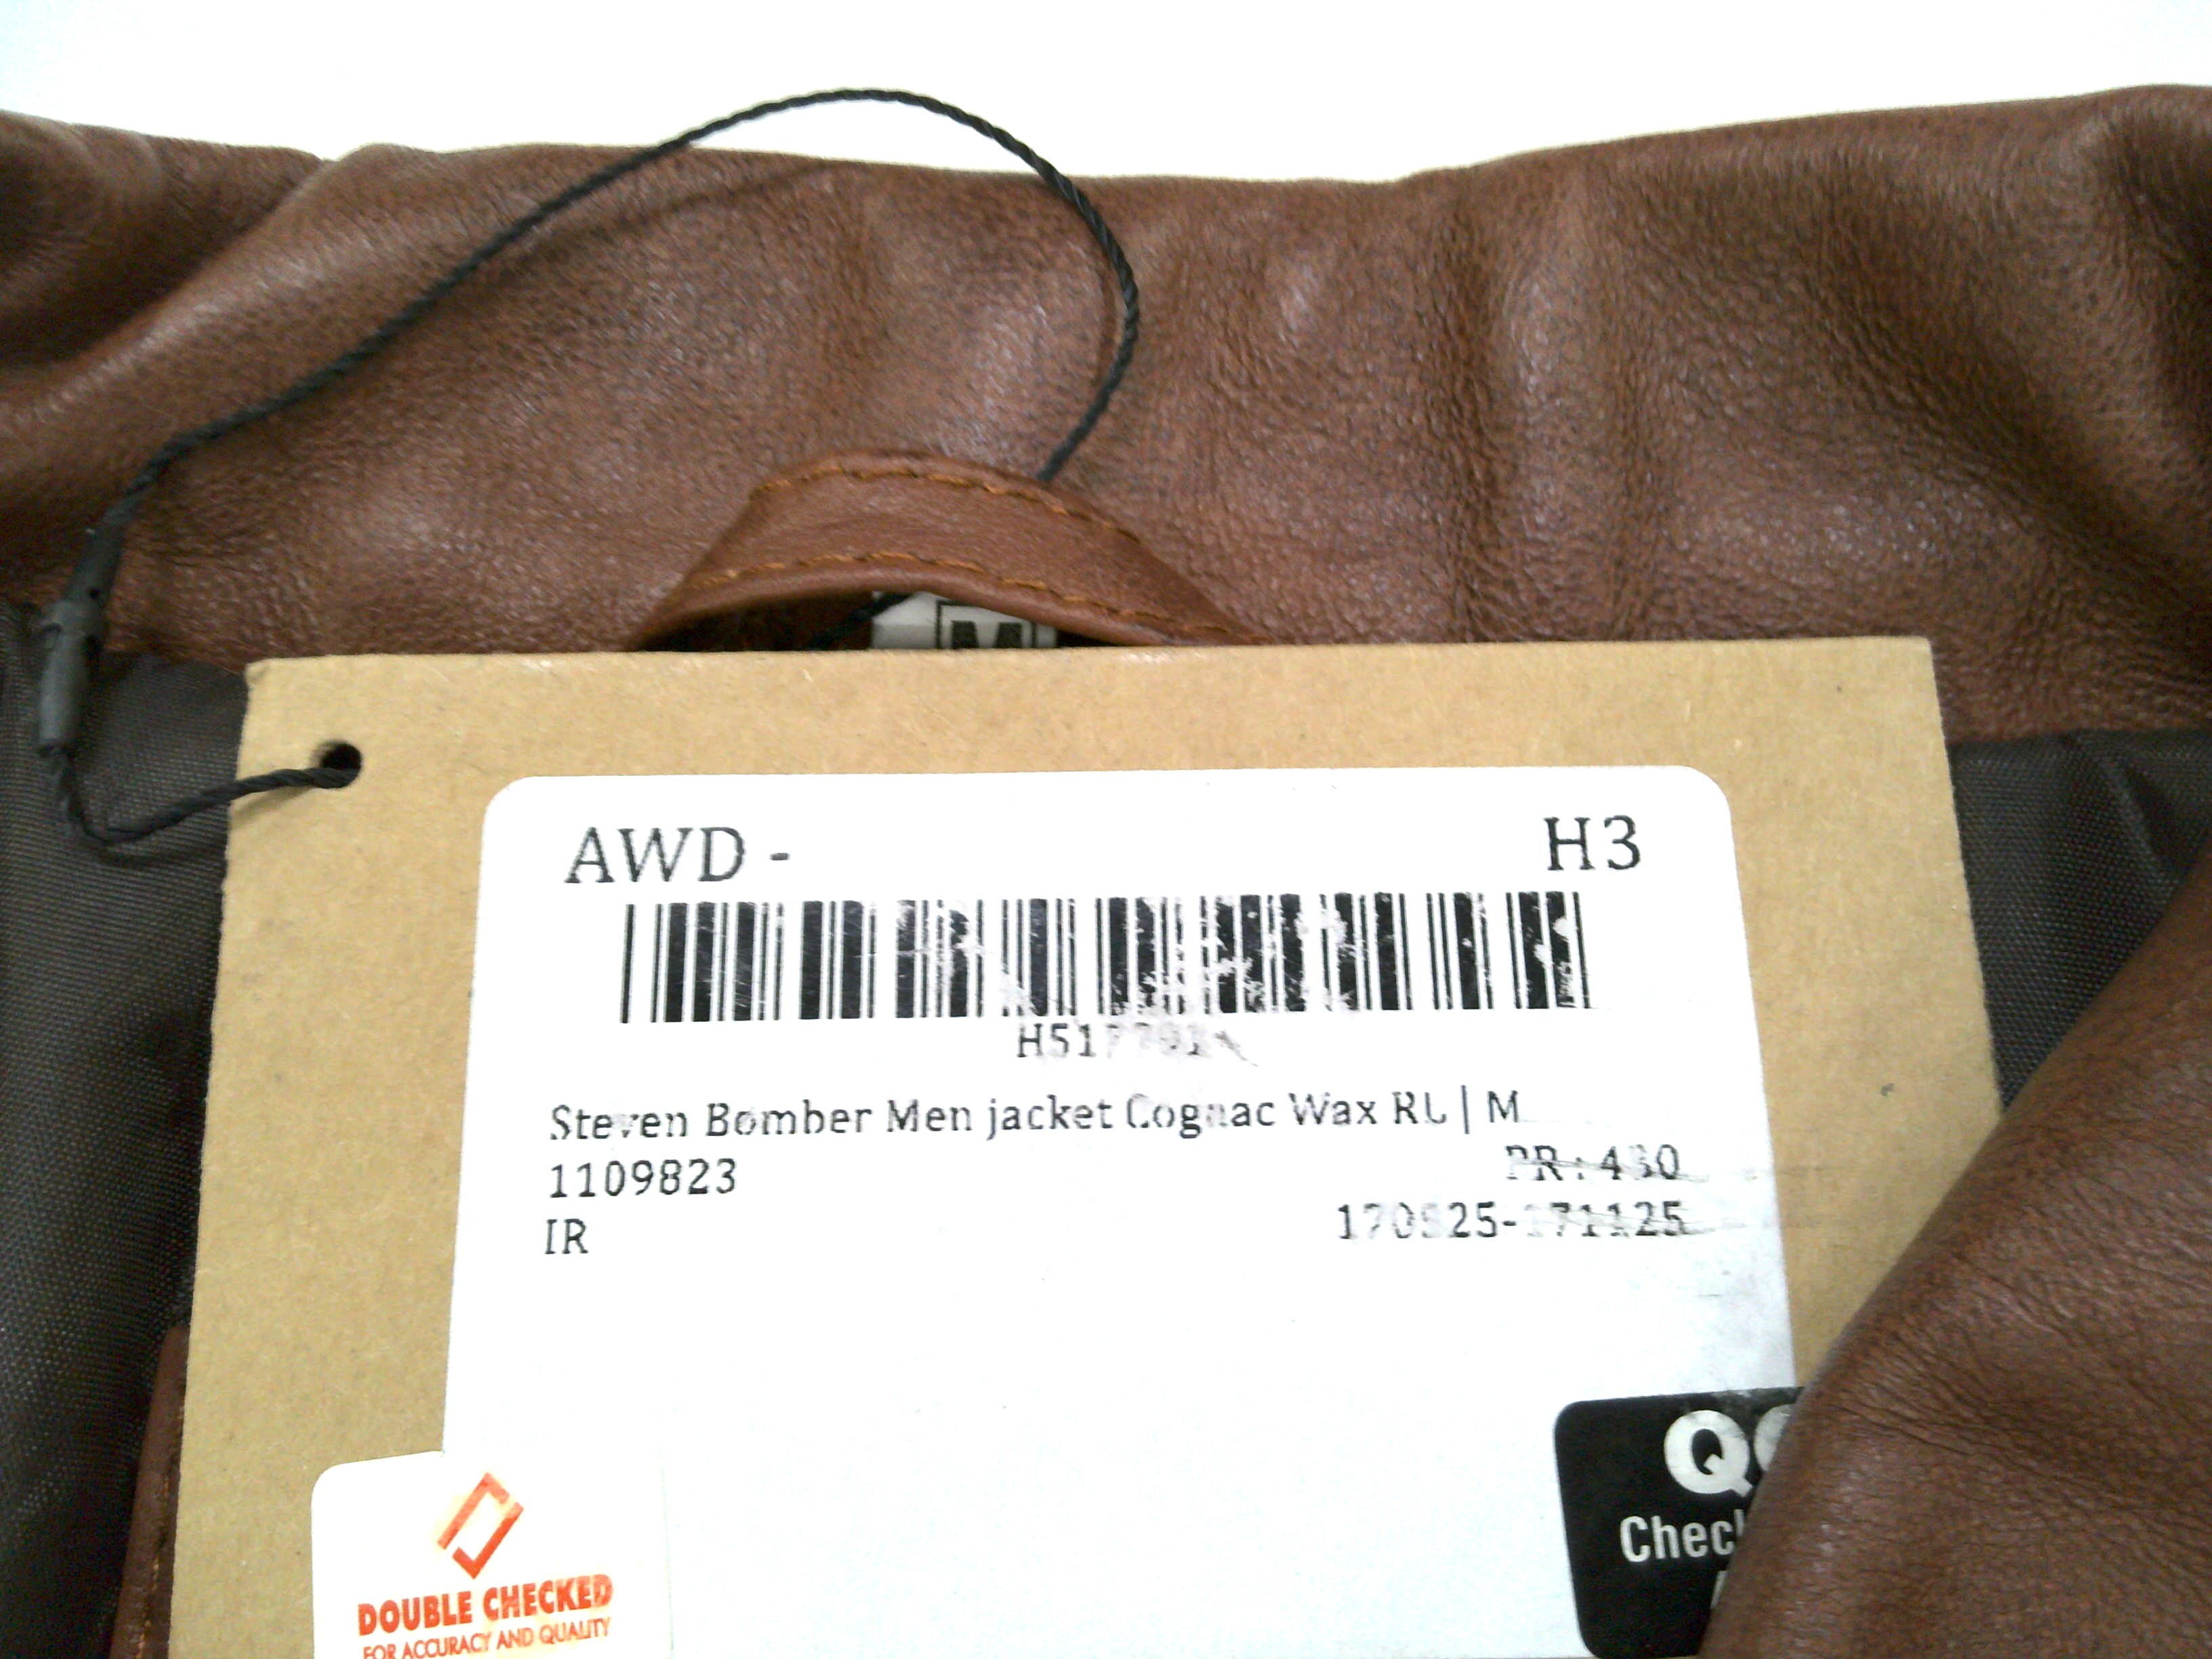 M
AWD - H3
Steven Bomber Men jacket Cognac Wax RL | M
1109823
IR
DOUBLE CHECKED
FOR ACCURACY AND QUALITY